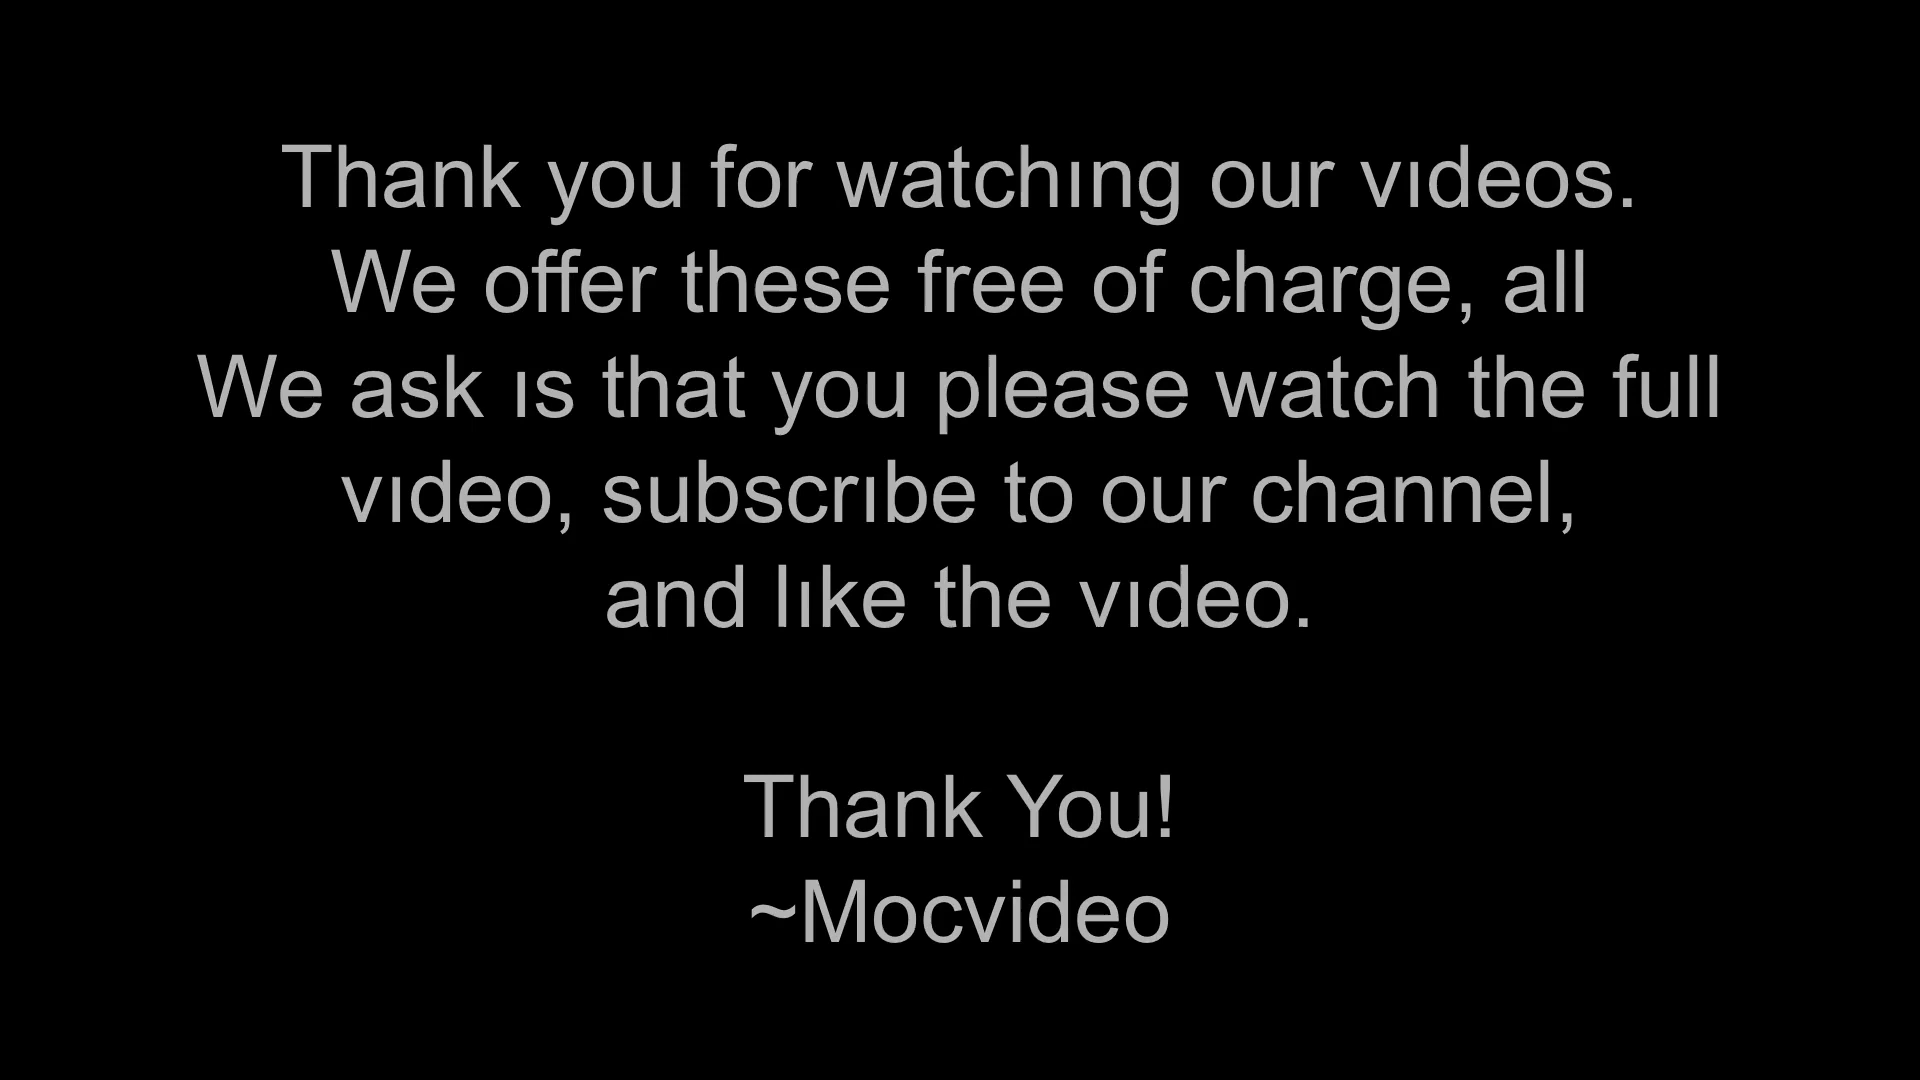 Thank you for watchıng our vıdeos.
We offer these free of charge, all
We ask ıs that you please watch the full
vıdeo, subscrıbe to our channel,
and lıke the vıdeo.
Thank You!
~Mocvideo